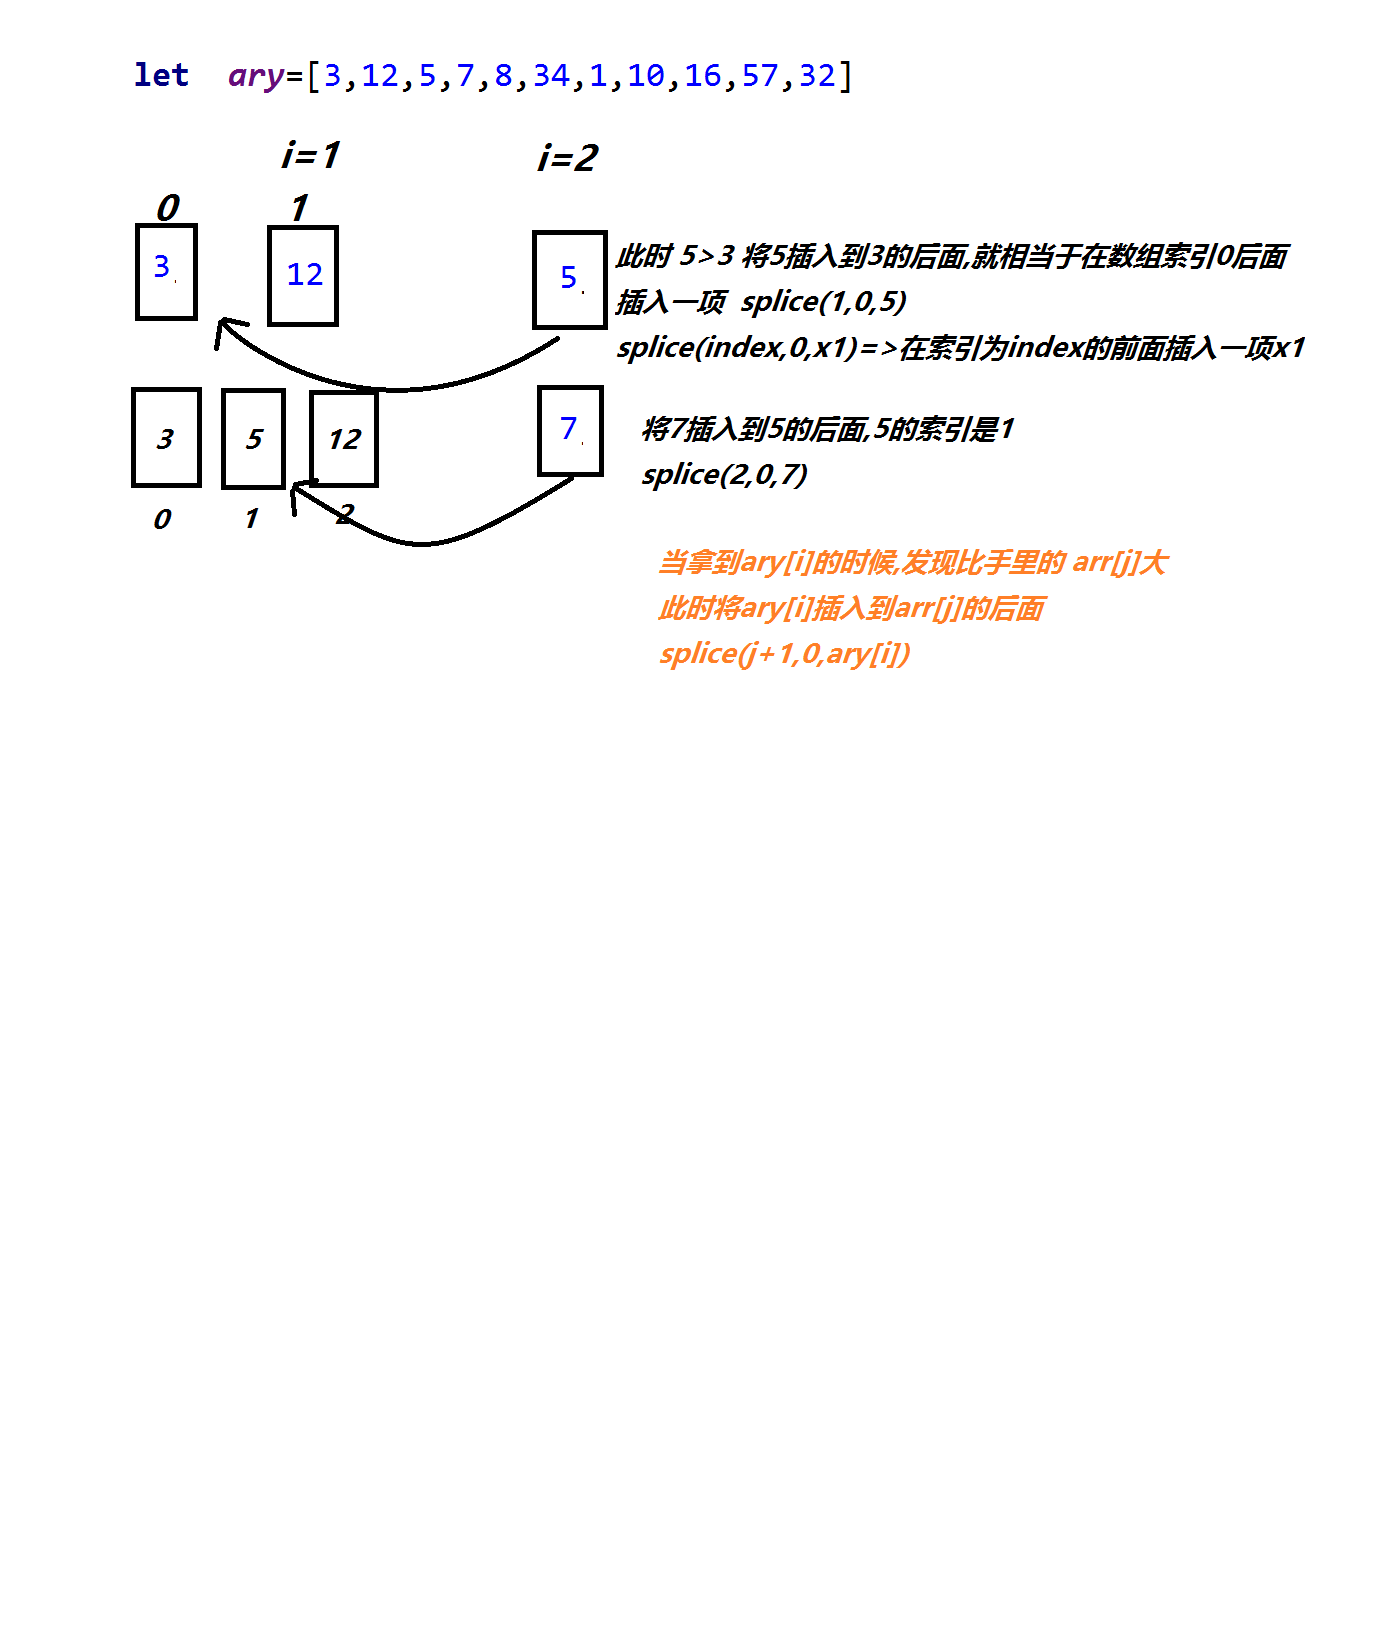 let ary=[3,12,5,7,8,34,1,10,16,57,32]
i=1 i=2
0 1
3 12 5
此时 5>3 将5插入到3的后面,就相当于在数组索引0后面
插入一项 splice(1,0,5)
splice(index,0,x1)=>在索引为index的前面插入一项x1
3 5 12 7
0 1 2
将7插入到5的后面,5的索引是1
splice(2,0,7)
当拿到ary[i]的时候,发现比手里的 arr[j]大
此时将ary[i]插入到arr[j]的后面
splice(j+1,0,ary[i])